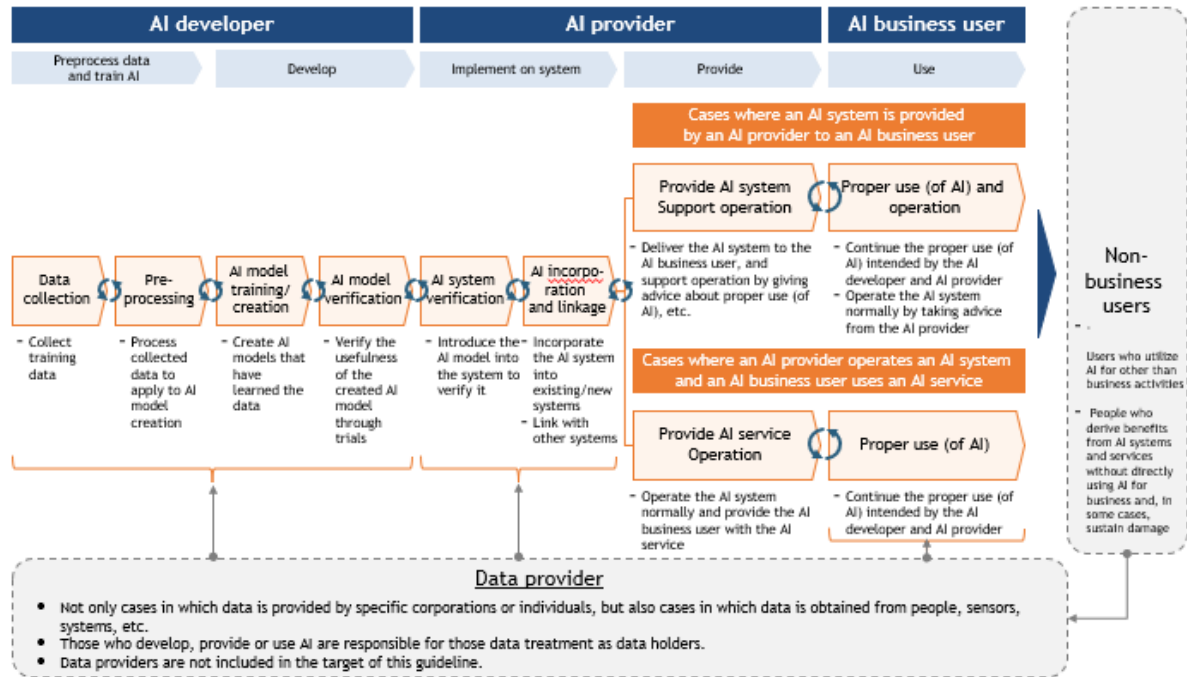 AI developer
AI provider
AI business user
Preprocess data
and train AI
Develop
Implement on system
Provide
Use
Cases where an AI system is provided
by an AI provider to an AI business user
Provide AI system
Support operation
Proper use (of AI) and
operation
- Deliver the AI system to the
AI business user, and
support operation by giving
advice about proper use (of
AI), etc.
- Continue the proper use (of
AI) intended by the AI
developer and AI provider
- Operate the AI system
normally by taking advice
from the AI provider
Data
collection
Pre-
processing
AI model
training/
creation
AI model
verification
AI system
verification
AI incorpo-
ration
and linkage
- Collect
training
data
- Process
collected
data to
apply to AI
model
creation
- Create AI
models that
have
learned the
data
- Verify the
usefulness
of the
created AI
model
through
trials
- Introduce the
AI model into
the system to
verify it
- Incorporate
the AI system
into
existing/new
systems
- Link with
other systems
Cases where an AI provider operates an AI system
and an AI business user uses an AI service
Provide AI service
Operation
Proper use (of AI)
- Operate the AI system
normally and provide the AI
business user with the AI
service
- Continue the proper use (of
AI) intended by the AI
developer and AI provider
Non-
business
users
- .
Users who utilize
AI for other than
business activities
- People who
derive benefits
from AI systems
and services
without directly
using AI for
business and, in
some cases,
sustain damage
Data provider
• Not only cases in which data is provided by specific corporations or individuals, but also cases in which data is obtained from people, sensors,
systems, etc.
• Those who develop, provide or use AI are responsible for those data treatment as data holders.
• Data providers are not included in the target of this guideline.